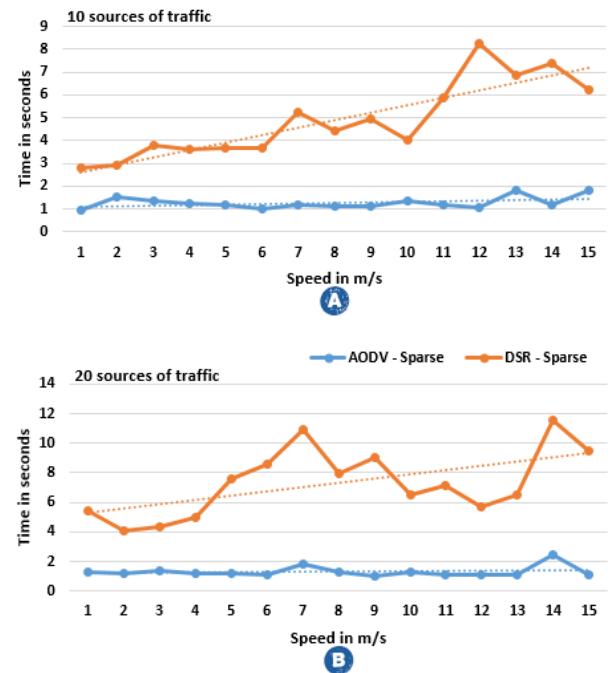 10 sources of traffic
9
8
7
6
5
4
3
2
1
0
Time in seconds
1 2 3 4 5 6 7 8 9 10 11 12 13 14 15
Speed in m/s
A
AODV - Sparse DSR - Sparse
20 sources of traffic
14
12
10
8
6
4
2
0
Time in seconds
1 2 3 4 5 6 7 8 9 10 11 12 13 14 15
Speed in m/s
B